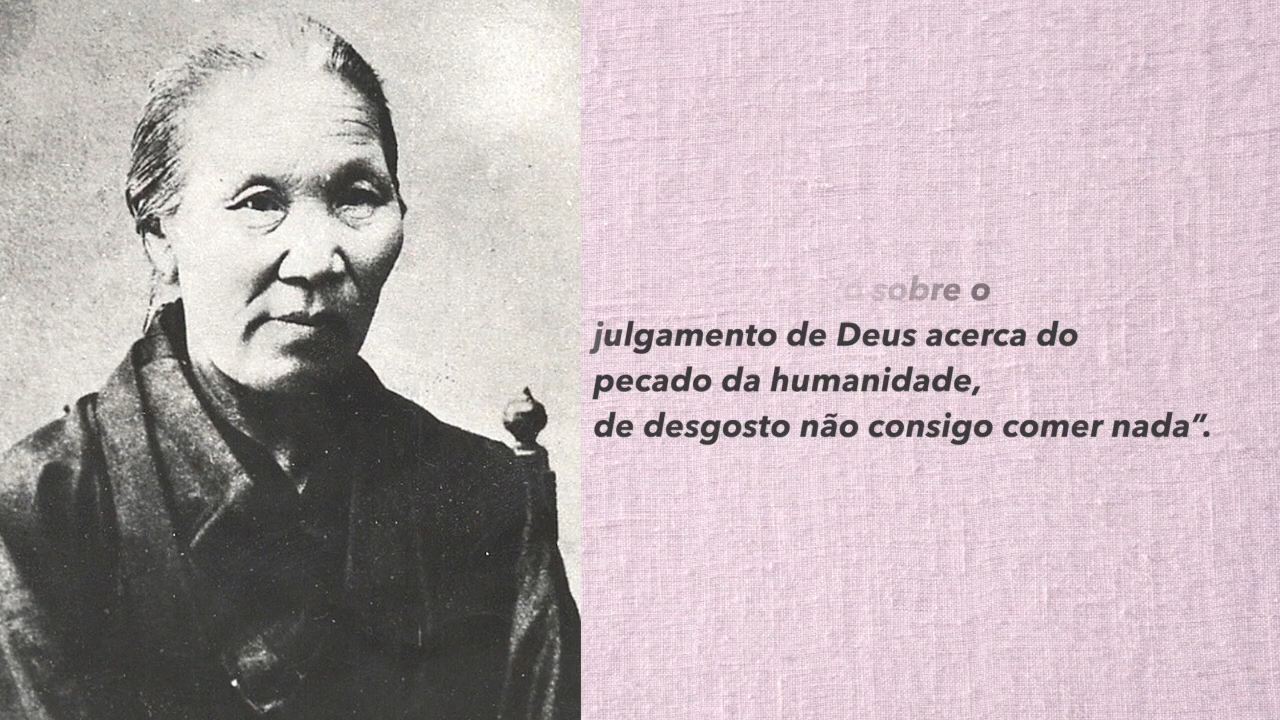 sobre o
julgamento de Deus acerca do
pecado da humanidade,
de desgosto não consigo comer nada”.